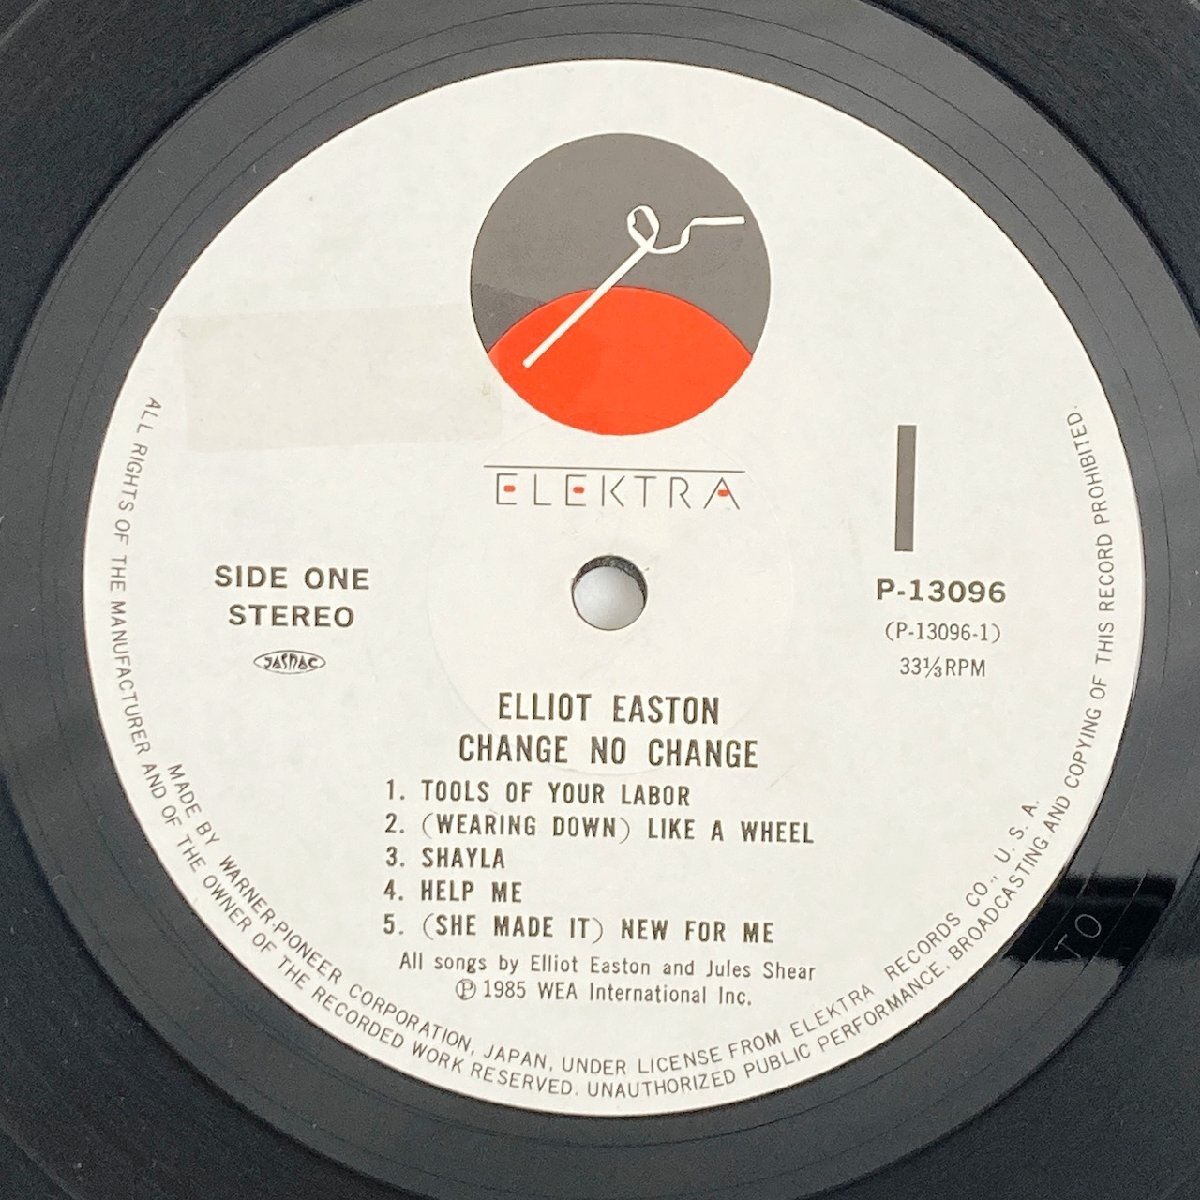 ELEKTRA
SIDE ONE
STEREO
JASRAC
P-13096
(P-13096-1)
33⅓ RPM
ELLIOT EASTON
CHANGE NO CHANGE
1. TOOLS OF YOUR LABOR
2. (WEARING DOWN) LIKE A WHEEL
3. SHAYLA
4. HELP ME
5. (SHE MADE IT) NEW FOR ME
All songs by Elliot Easton and Jules Shear
Ⓟ 1985 WEA International Inc.
MADE BY WARNER-PIONEER CORPORATION, JAPAN, UNDER LICENSE FROM ELEKTRA RECORDS CO., U. S. A.
ALL RIGHTS OF THE MANUFACTURER AND OF THE OWNER OF THE RECORDED WORK RESERVED. UNAUTHORIZED PUBLIC PERFORMANCE, BROADCASTING AND COPYING OF THIS RECORD PROHIBITED.
TO